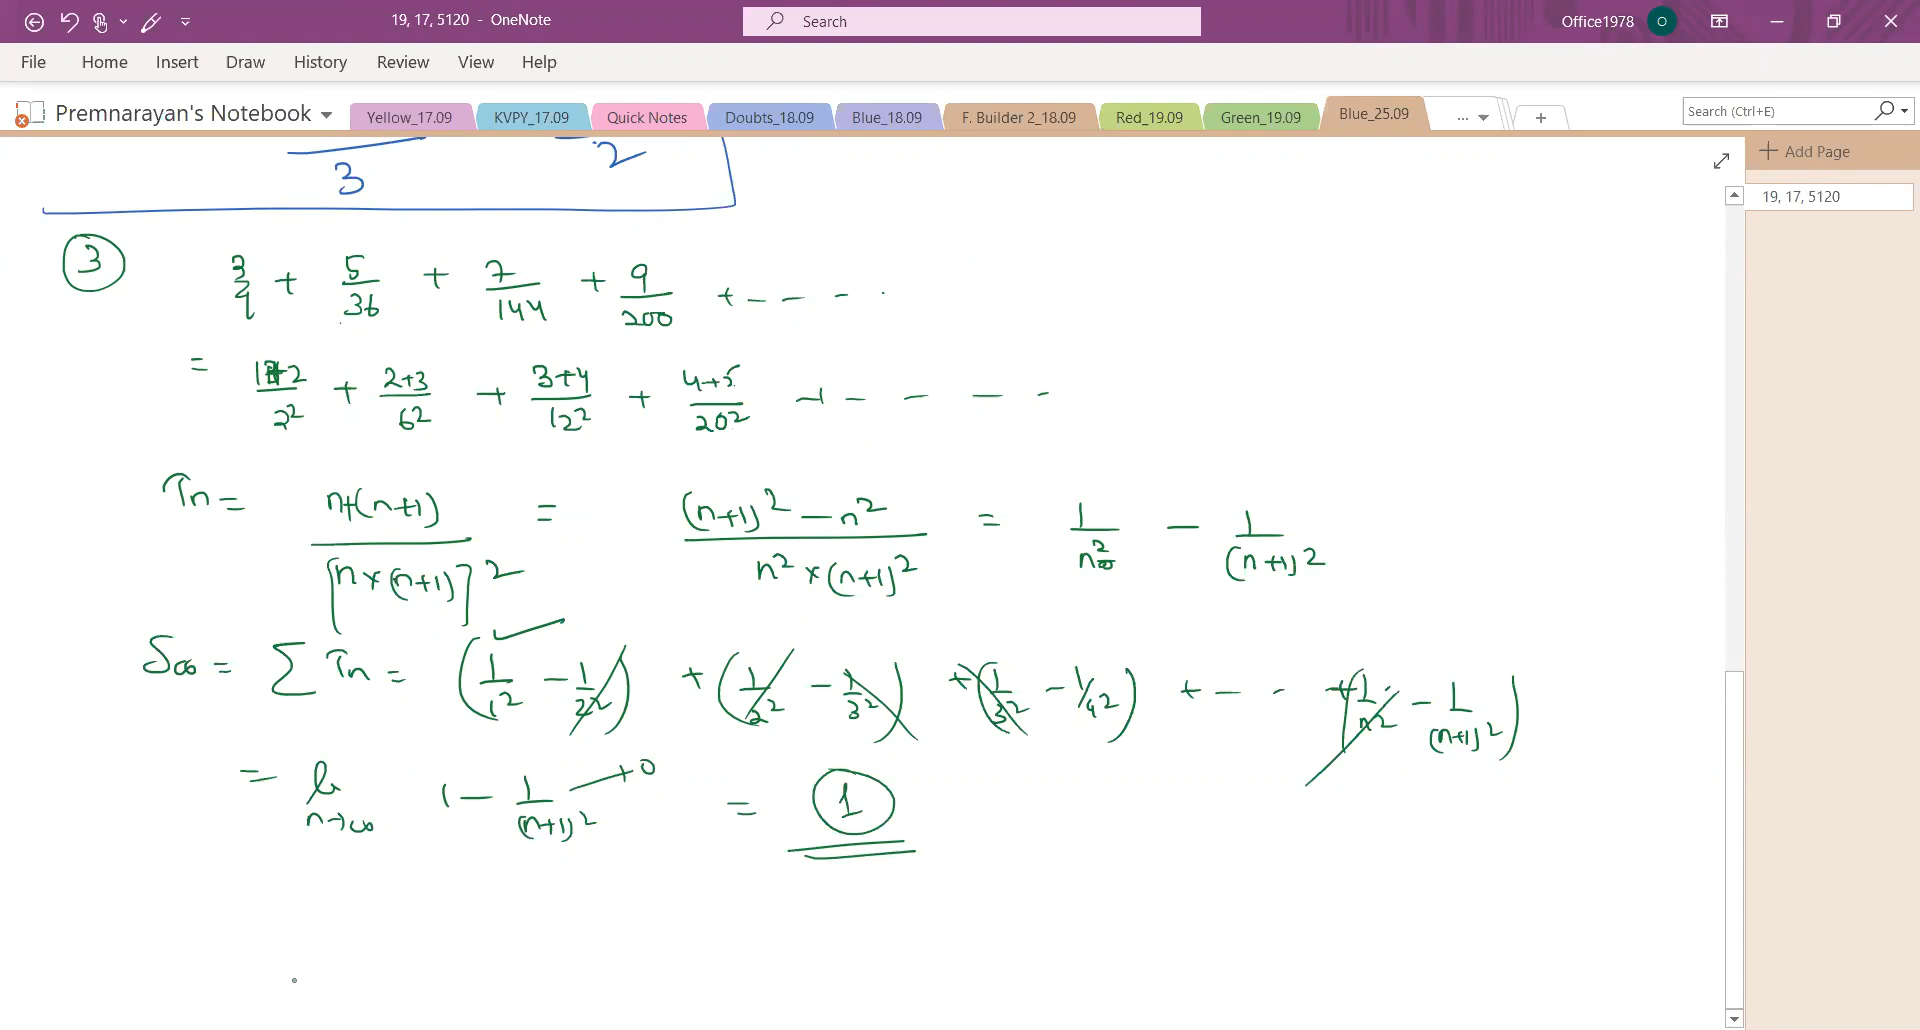 19, 17, 5120 - OneNote
Search
Office1978 O
File Home Insert Draw History Review View Help
Premnarayan's Notebook
Yellow_17.09 KVPY_17.09 Quick Notes Doubts_18.09 Blue_18.09 F. Builder 2_18.09 Red_19.09 Green_19.09 Blue_25.09 ... +
Search (Ctrl+E)
Add Page
19, 17, 5120
3 2
③ 3/4 + 5/36 + 7/144 + 9/200 + - - - .
= 1+2/2² + 2+3/6² + 3+4/12² + 4+5/20² + - - - -
Tn = n+(n+1)/[n×(n+1)]² = (n+1)² - n²/n²×(n+1)² = 1/n² - 1/(n+1)²
S∞ = Σ Tn = (1/1² - 1/2²) + (1/2² - 1/3²) + (1/3² - 1/4²) + - - +(1/n² - 1/(n+1)²)
= lt n→∞ 1 - 1/(n+1)² →0 = ①